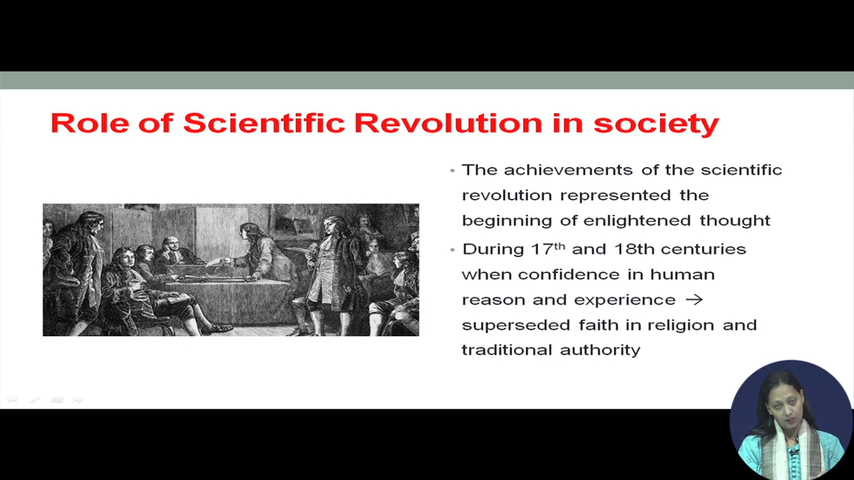 Role of Scientific Revolution in society
• The achievements of the scientific
revolution represented the
beginning of enlightened thought
• During 17th and 18th centuries
when confidence in human
reason and experience →
superseded faith in religion and
traditional authority